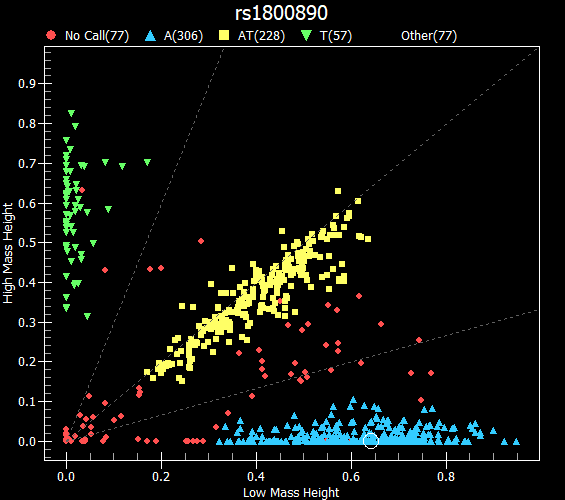 rs1800890
No Call(77) A(306) AT(228) T(57) Other(77)
High Mass Height
0.9
0.8
0.7
0.6
0.5
0.4
0.3
0.2
0.1
0.0
0.0 0.2 0.4 0.6 0.8
Low Mass Height